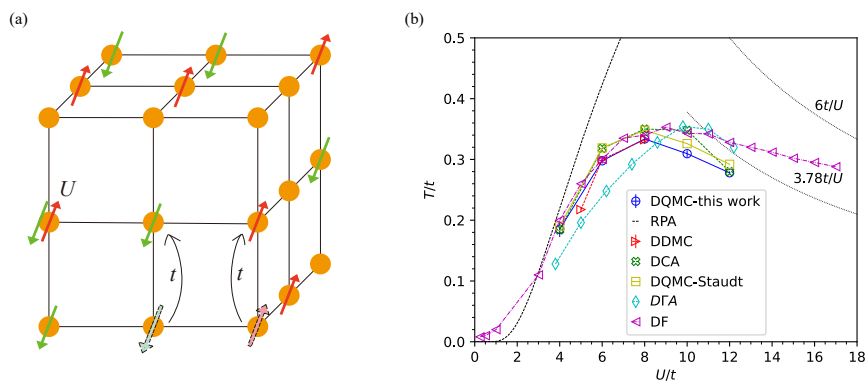 (a)
U
t
t
(b)
T/t
0.5
0.4
0.3
0.2
0.1
0.0
6t/U
3.78t/U
DQMC-this work
RPA
DDMC
DCA
DQMC-Staudt
DΓA
DF
0 2 4 6 8 10 12 14 16 18
U/t